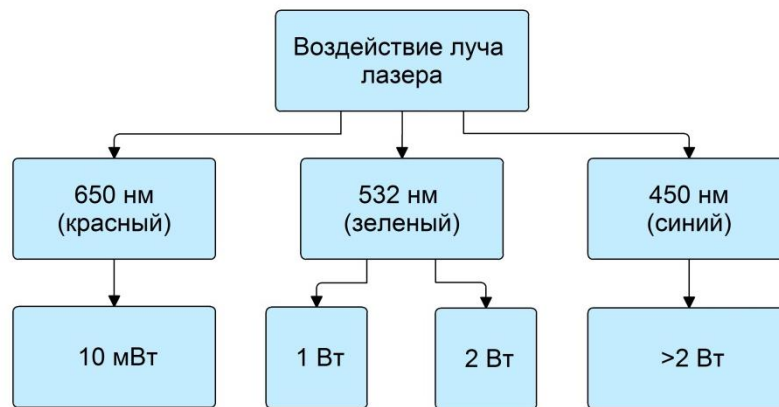 Воздействие луча
лазера
650 нм
(красный)
532 нм
(зеленый)
450 нм
(синий)
10 мВт
1 Вт
2 Вт
>2 Вт